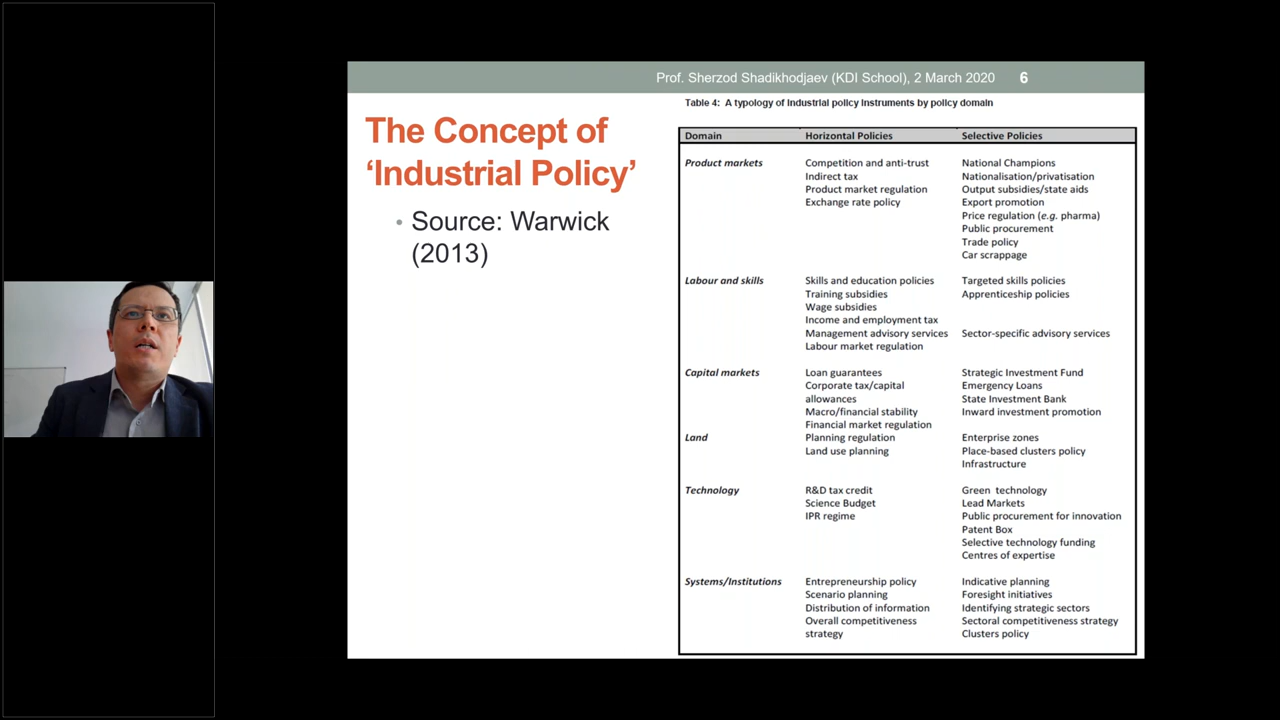 Prof. Sherzod Shadikhodjaev (KDI School), 2 March 2020 6
The Concept of
‘Industrial Policy’
• Source: Warwick
(2013)
Table 4: A typology of industrial policy instruments by policy domain
Domain Horizontal Policies Selective Policies
Product markets Competition and anti-trust National Champions
Indirect tax Nationalisation/privatisation
Product market regulation Output subsidies/state aids
Exchange rate policy Export promotion
Price regulation (e.g. pharma)
Public procurement
Trade policy
Car scrappage
Labour and skills Skills and education policies Targeted skills policies
Training subsidies Apprenticeship policies
Wage subsidies
Income and employment tax
Management advisory services Sector-specific advisory services
Labour market regulation
Capital markets Loan guarantees Strategic Investment Fund
Corporate tax/capital Emergency Loans
allowances State Investment Bank
Macro/financial stability Inward investment promotion
Financial market regulation
Land Planning regulation Enterprise zones
Land use planning Place-based clusters policy
Infrastructure
Technology R&D tax credit Green technology
Science Budget Lead Markets
IPR regime Public procurement for innovation
Patent Box
Selective technology funding
Centres of expertise
Systems/Institutions Entrepreneurship policy Indicative planning
Scenario planning Foresight initiatives
Distribution of information Identifying strategic sectors
Overall competitiveness Sectoral competitiveness strategy
strategy Clusters policy